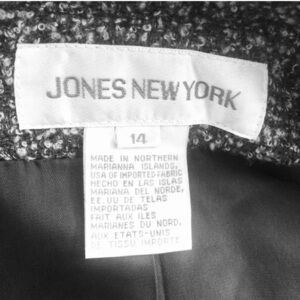 JONES NEW YORK
14
MADE IN NORTHERN
MARIANNA ISLANDS,
USA OF IMPORTED FABRIC
HECHO EN LAS ISLAS
MARIANA DEL NORDE,
EE.UU DE TELAS
IMPORTADAS
FAIT AUX ILES
MARIANES DU NORD,
AUX ETATS-UNIS
DE TISSU IMPORTE